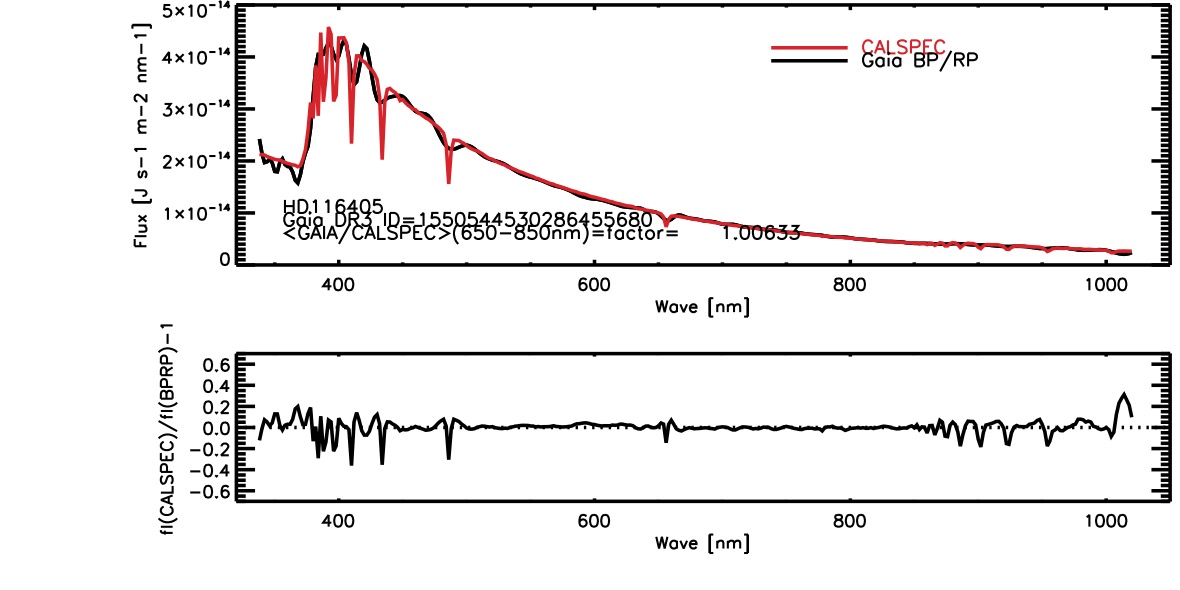 5×10⁻¹⁴
4×10⁻¹⁴
3×10⁻¹⁴
2×10⁻¹⁴
1×10⁻¹⁴
0
Flux [J s−1 m−2 nm−1]
CALSPEC
Gaia BP/RP
HD116405
Gaia DR3 ID=1550544530286455680
<GAIA/CALSPEC>(650−850nm)=factor= 1.00633
400 600 800 1000
Wave [nm]
fl(CALSPEC)/fl(BPRP)−1
0.6
0.4
0.2
0.0
−0.2
−0.4
−0.6
400 600 800 1000
Wave [nm]